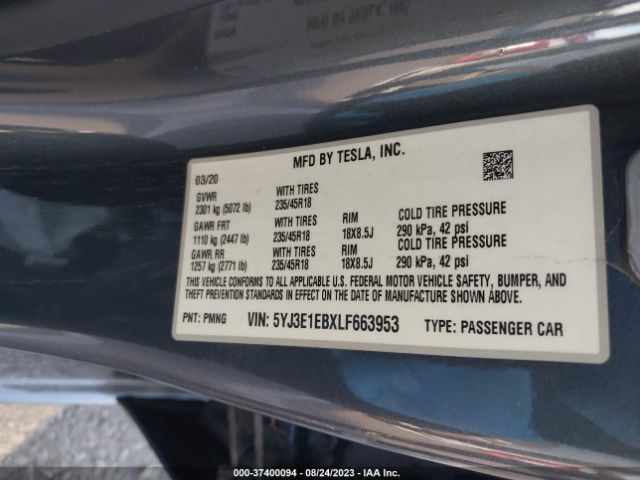 MFD BY TESLA, INC.
03/20
GVWR WITH TIRES
2301 kg (5072 lb) 235/45R18
GAWR FRT WITH TIRES RIM COLD TIRE PRESSURE
1110 kg (2447 lb) 235/45R18 18X8.5J 290 kPa, 42 psi
GAWR RR WITH TIRES RIM COLD TIRE PRESSURE
1257 kg (2771 lb) 235/45R18 18X8.5J 290 kPa, 42 psi
THIS VEHICLE CONFORMS TO ALL APPLICABLE U.S. FEDERAL MOTOR VEHICLE SAFETY, BUMPER, AND
THEFT PREVENTION STANDARDS IN EFFECT ON THE DATE OF MANUFACTURE SHOWN ABOVE.
PNT: PMNG VIN: 5YJ3E1EBXLF663953 TYPE: PASSENGER CAR
000-37400094 - 08/24/2023 - IAA Inc.